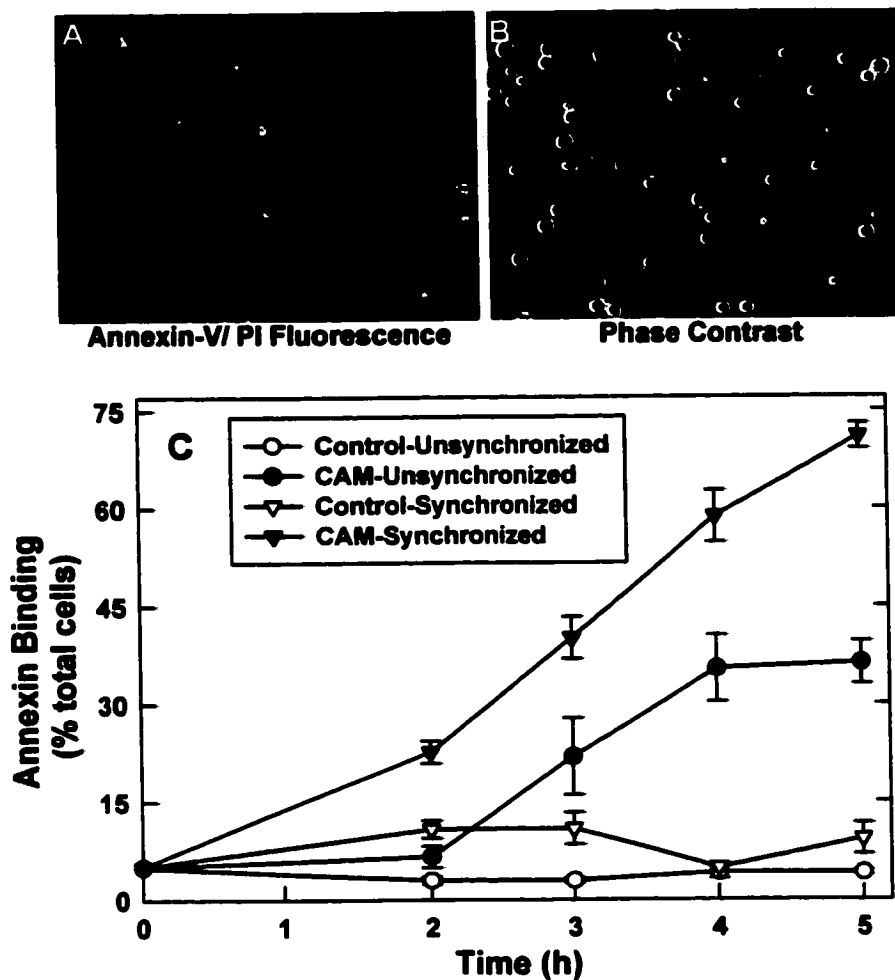 A
B
Annexin-V/ PI Fluorescence
Phase Contrast
C
Control-Unsynchronized
CAM-Unsynchronized
Control-Synchronized
CAM-Synchronized
Annexin Binding
(% total cells)
75
60
45
30
15
0
0 1 2 3 4 5
Time (h)